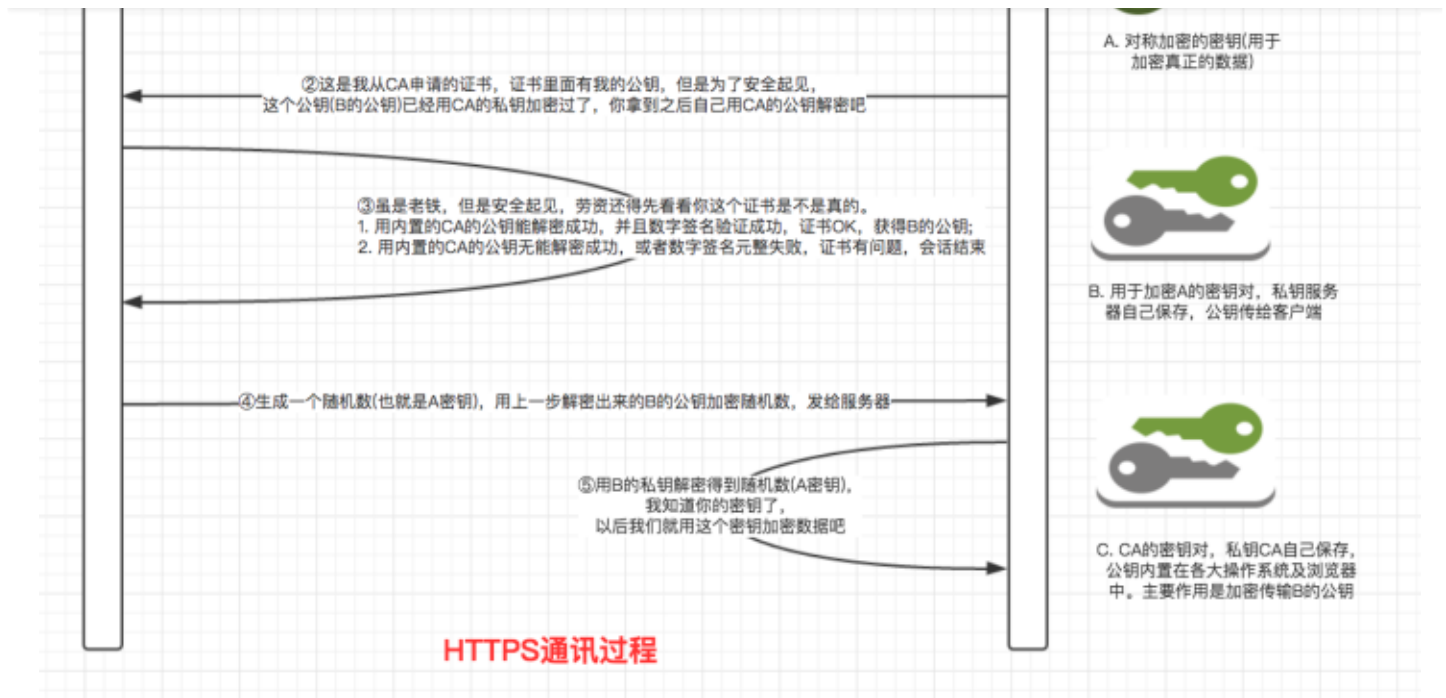 A. 对称加密的密钥(用于
加密真正的数据)
②这是我从CA申请的证书，证书里面有我的公钥，但是为了安全起见，
这个公钥(B的公钥)已经用CA的私钥加密过了，你拿到之后自己用CA的公钥解密吧
③虽是老铁，但是安全起见，劳资还得先看看你这个证书是不是真的。
1. 用内置的CA的公钥能解密成功，并且数字签名验证成功，证书OK，获得B的公钥;
2. 用内置的CA的公钥无能解密成功，或者数字签名元整失败，证书有问题，会话结束
B. 用于加密A的密钥对，私钥服务
器自己保存，公钥传给客户端
④生成一个随机数(也就是A密钥)，用上一步解密出来的B的公钥加密随机数，发给服务器
⑤用B的私钥解密得到随机数(A密钥)，
我知道你的密钥了，
以后我们就用这个密钥加密数据吧
C. CA的密钥对，私钥CA自己保存，
公钥内置在各大操作系统及浏览器
中。主要作用是加密传输B的公钥
HTTPS通讯过程